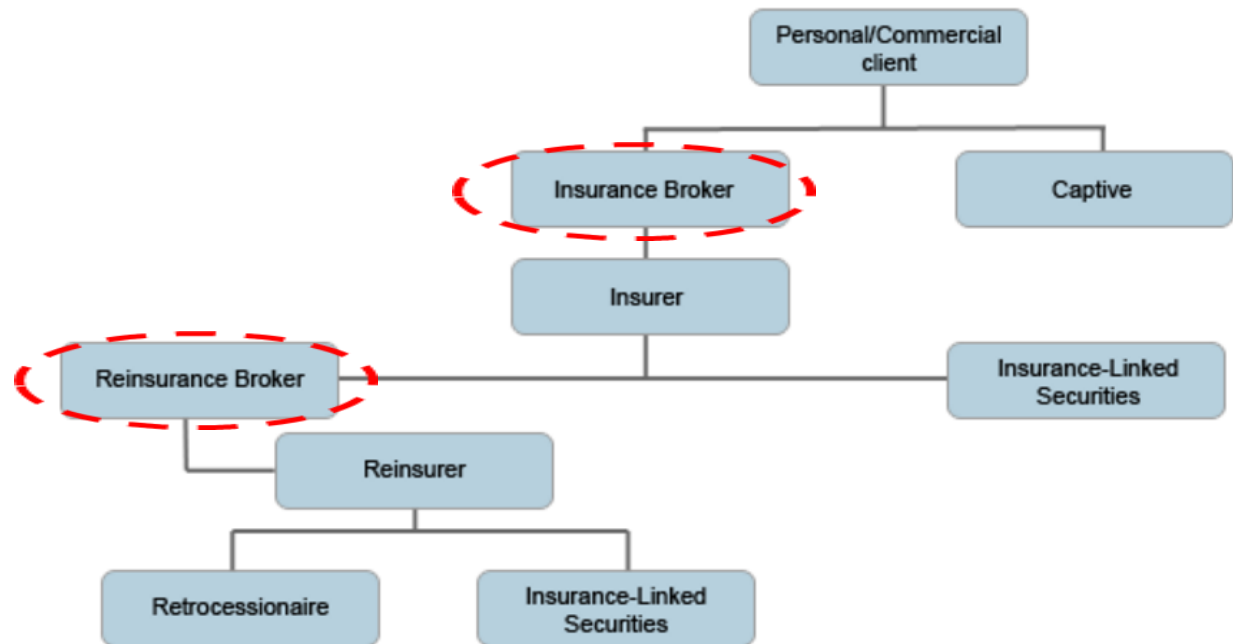 Personal/Commercial
client
Insurance Broker
Captive
Insurer
Reinsurance Broker
Insurance-Linked
Securities
Reinsurer
Retrocessionaire
Insurance-Linked
Securities